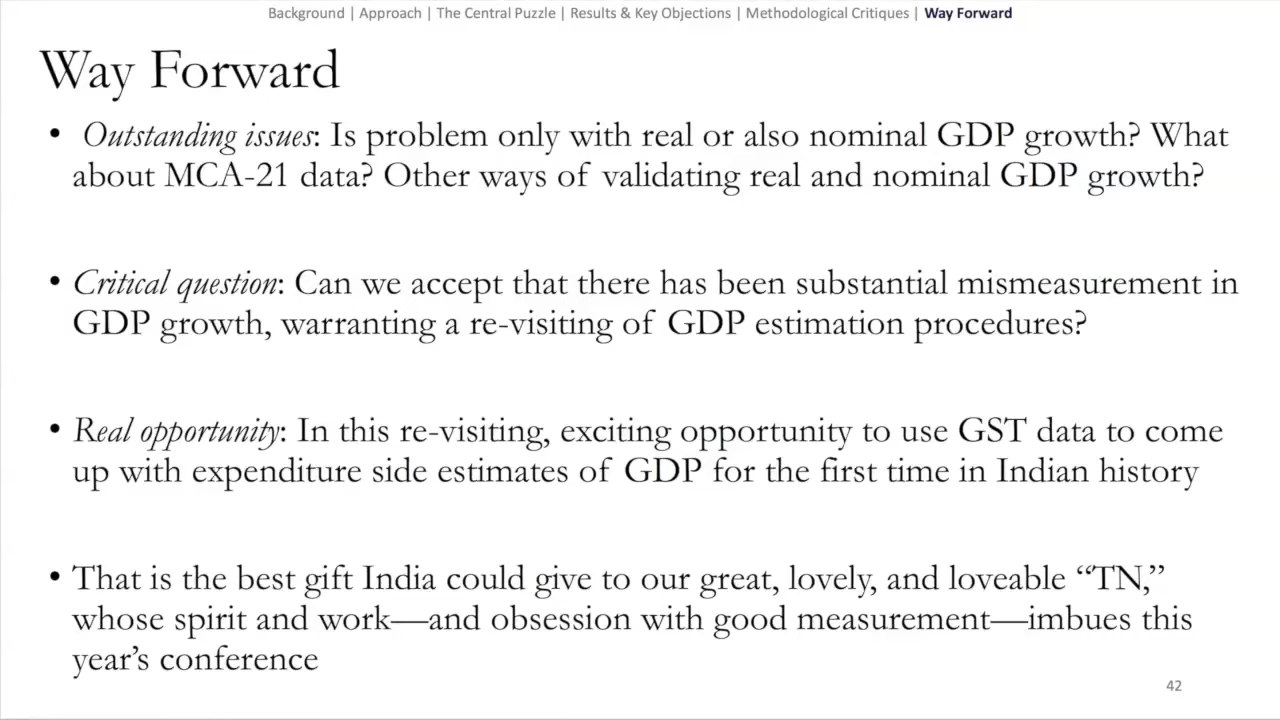 Background | Approach | The Central Puzzle | Results & Key Objections | Methodological Critiques | Way Forward
Way Forward
• Outstanding issues: Is problem only with real or also nominal GDP growth? What
about MCA-21 data? Other ways of validating real and nominal GDP growth?
• Critical question: Can we accept that there has been substantial mismeasurement in
GDP growth, warranting a re-visiting of GDP estimation procedures?
• Real opportunity: In this re-visiting, exciting opportunity to use GST data to come
up with expenditure side estimates of GDP for the first time in Indian history
• That is the best gift India could give to our great, lovely, and loveable “TN,”
whose spirit and work—and obsession with good measurement—imbues this
year’s conference
42